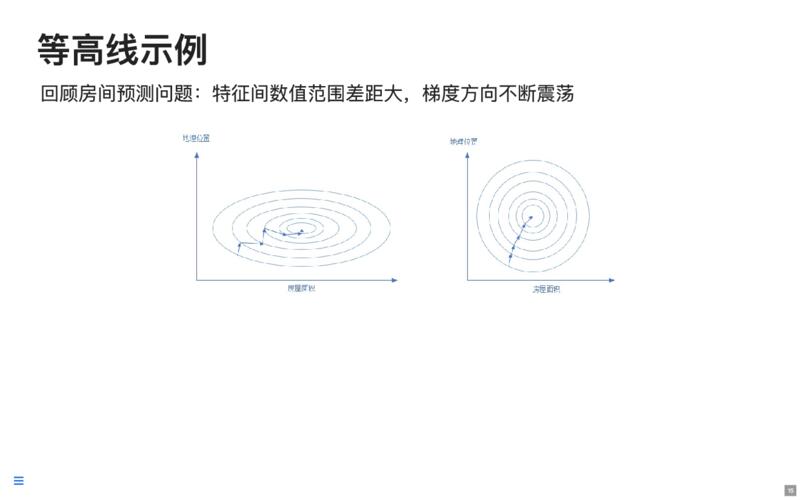 等高线示例
回顾房间预测问题：特征间数值范围差距大，梯度方向不断震荡
地理位置
地理位置
房屋面积
房屋面积
15